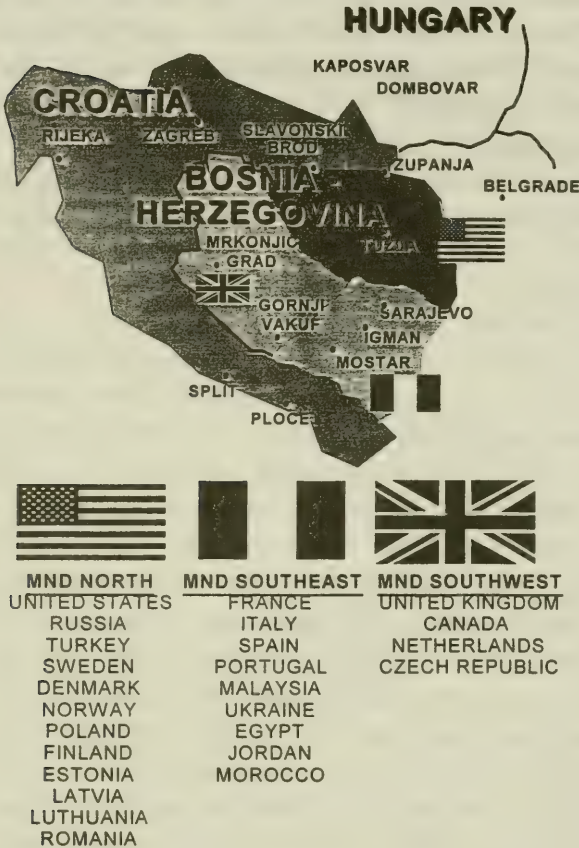 HUNGARY
KAPOSVAR
DOMBOVAR
CROATIA
RIJEKA
ZAGREB
SLAVONSKI
BROD
ZUPANJA
BELGRADE
BOSNIA -
HERZEGOVINA
TUZLA
MRKONJIC
GRAD
GORNJI
VAKUF
SARAJEVO
IGMAN
MOSTAR
SPLIT
PLOCE
MND NORTH
UNITED STATES
RUSSIA
TURKEY
SWEDEN
DENMARK
NORWAY
POLAND
FINLAND
ESTONIA
LATVIA
LUTHUANIA
ROMANIA
MND SOUTHEAST
FRANCE
ITALY
SPAIN
PORTUGAL
MALAYSIA
UKRAINE
EGYPT
JORDAN
MOROCCO
MND SOUTHWEST
UNITED KINGDOM
CANADA
NETHERLANDS
CZECH REPUBLIC